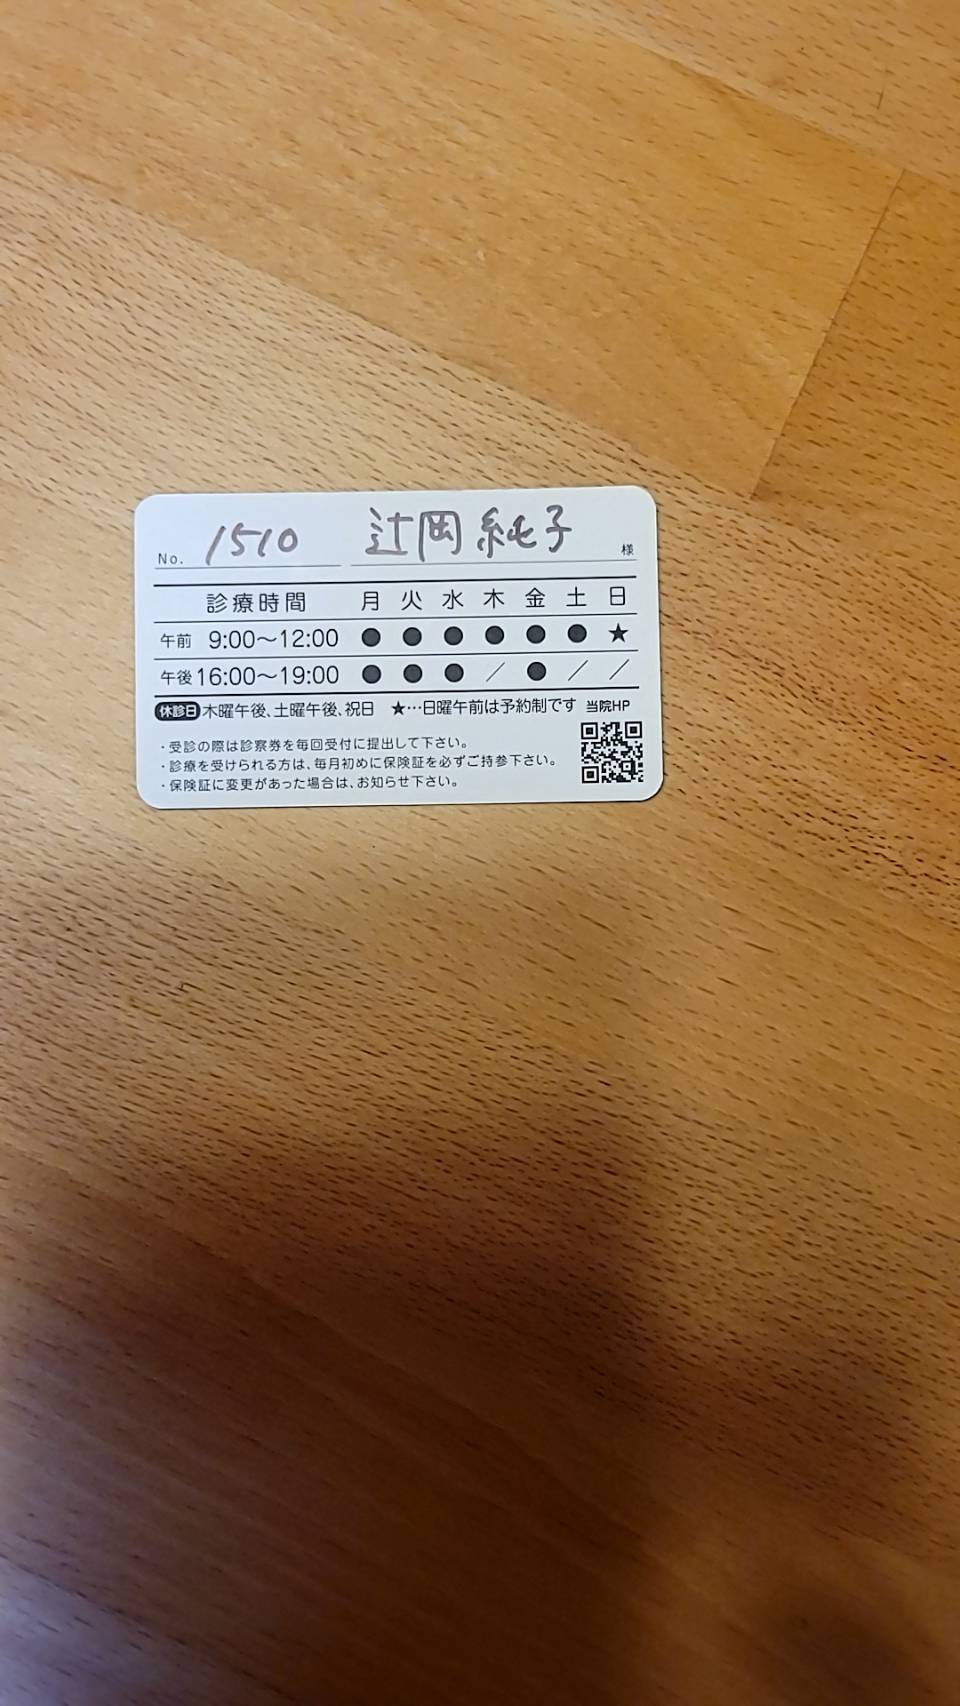 No. 1510 辻岡純子 様
診療時間 月 火 水 木 金 土 日
午前 9:00〜12:00 ● ● ● ● ● ● ★
午後 16:00〜19:00 ● ● ● ／ ● ／ ／
休診日 木曜午後、土曜午後、祝日 ★…日曜午前は予約制です 当院HP
・受診の際は診察券を毎回受付に提出して下さい。
・診療を受けられる方は、毎月初めに保険証を必ずご持参下さい。
・保険証に変更があった場合は、お知らせ下さい。